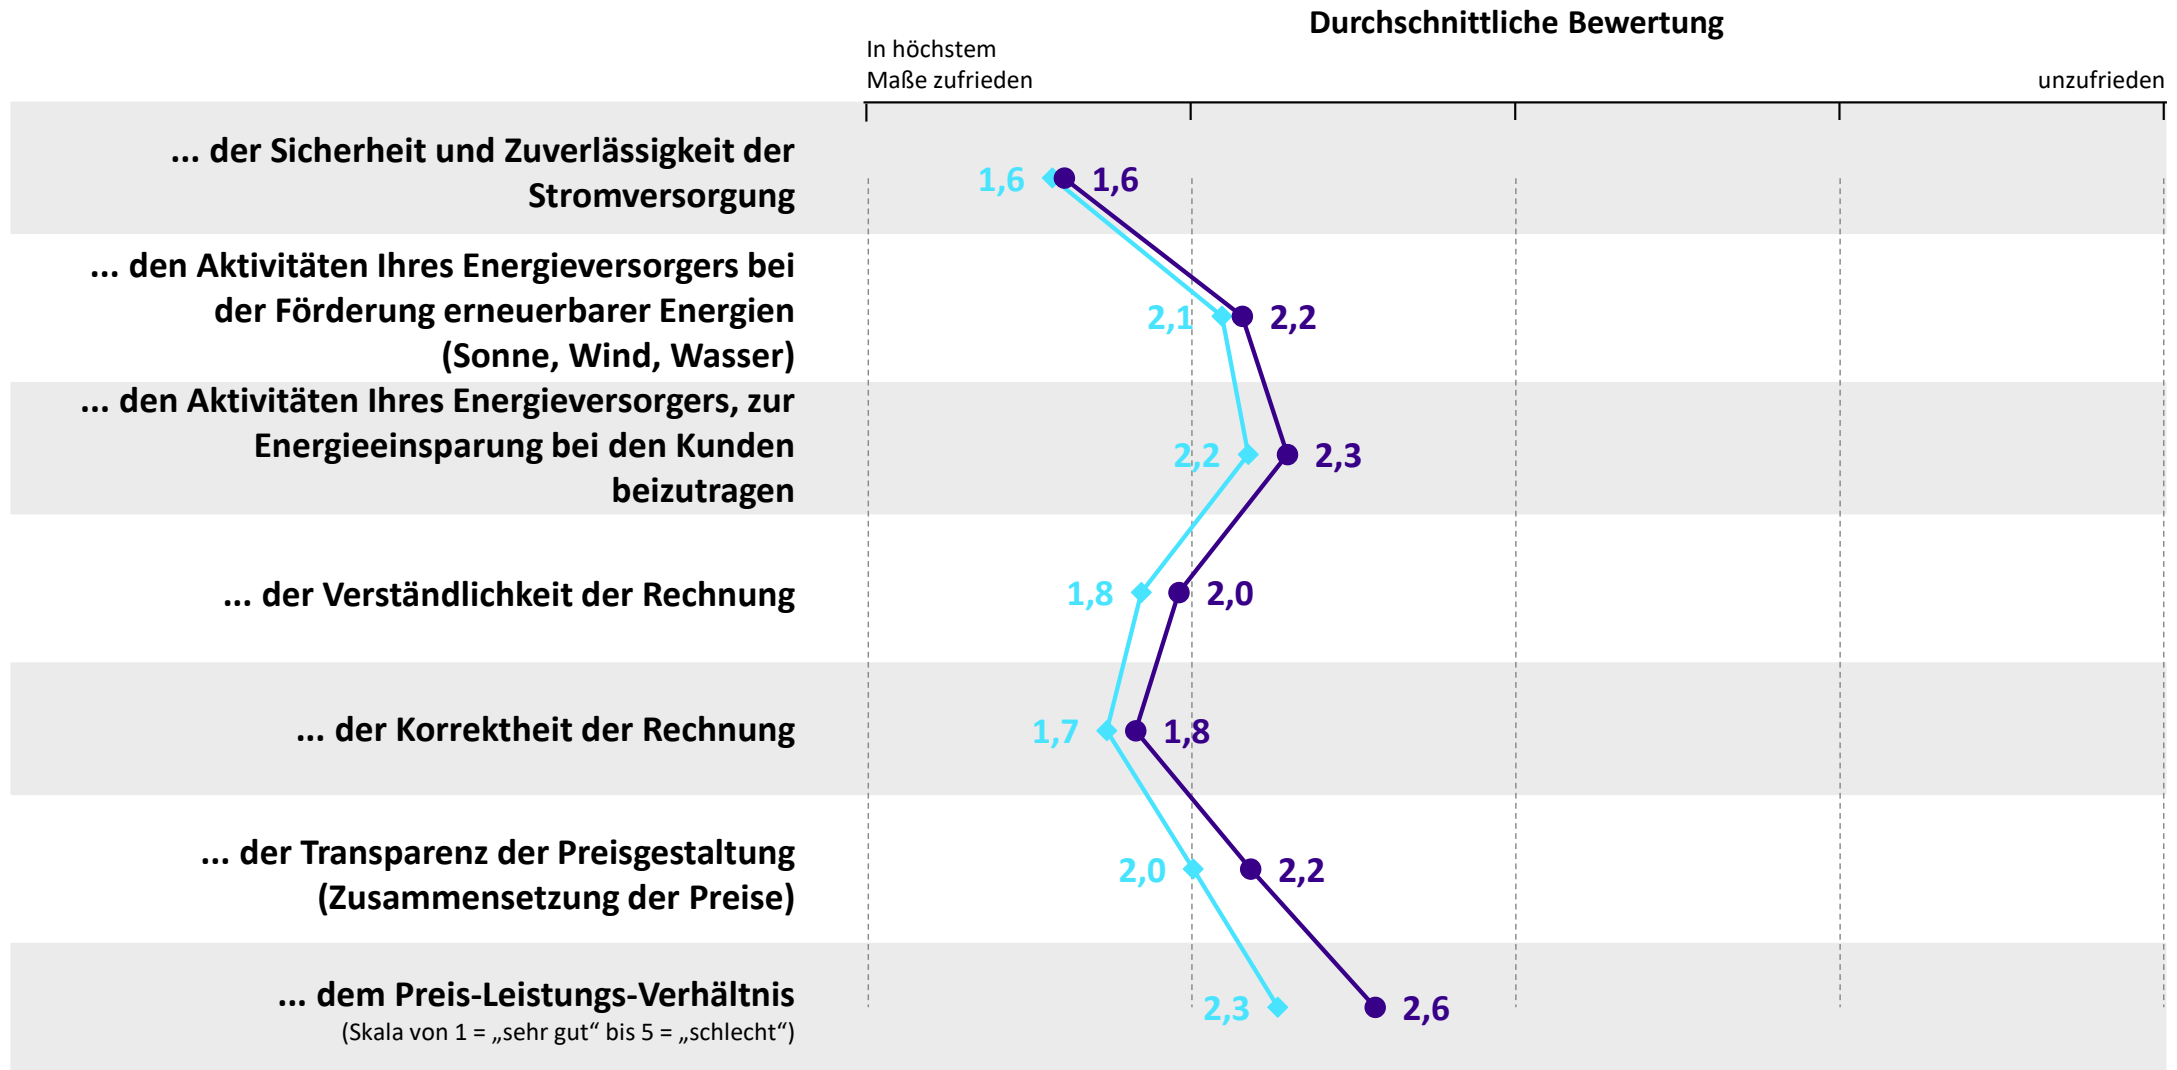 Durchschnittliche Bewertung
In höchstem
Maße zufrieden
unzufrieden
... der Sicherheit und Zuverlässigkeit der
Stromversorgung
1,6
1,6
... den Aktivitäten Ihres Energieversorgers bei
der Förderung erneuerbarer Energien
(Sonne, Wind, Wasser)
2,1
2,2
... den Aktivitäten Ihres Energieversorgers, zur
Energieeinsparung bei den Kunden
beizutragen
2,2
2,3
... der Verständlichkeit der Rechnung
1,8
2,0
... der Korrektheit der Rechnung
1,7
1,8
... der Transparenz der Preisgestaltung
(Zusammensetzung der Preise)
2,0
2,2
... dem Preis-Leistungs-Verhältnis
(Skala von 1 = „sehr gut“ bis 5 = „schlecht“)
2,3
2,6